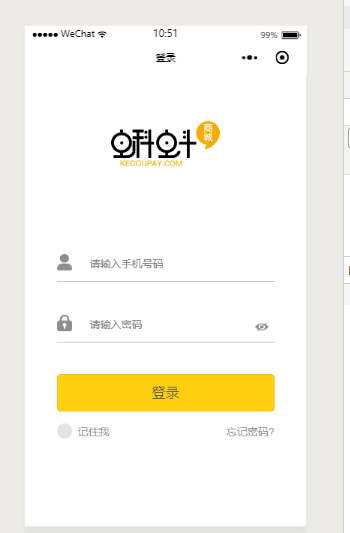 WeChat 10:51 99%
登录
蝌蚪 商城
KEDOUPAY.COM
请输入手机号码
请输入密码
登录
记住我 忘记密码?